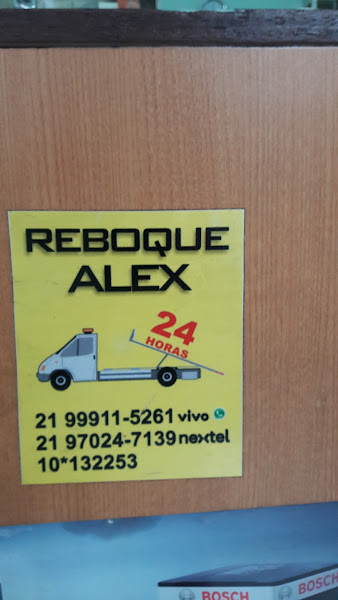 REBOQUE
ALEX
24
HORAS
21 99911-5261 vivo
21 97024-7139 nextel
10*132253
BOSCH
BOSCH